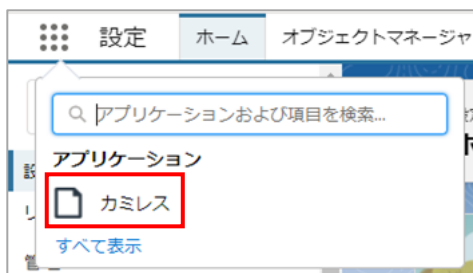 設定 ホーム オブジェクトマネージャ
アプリケーションおよび項目を検索...
アプリケーション
カミレス
すべて表示